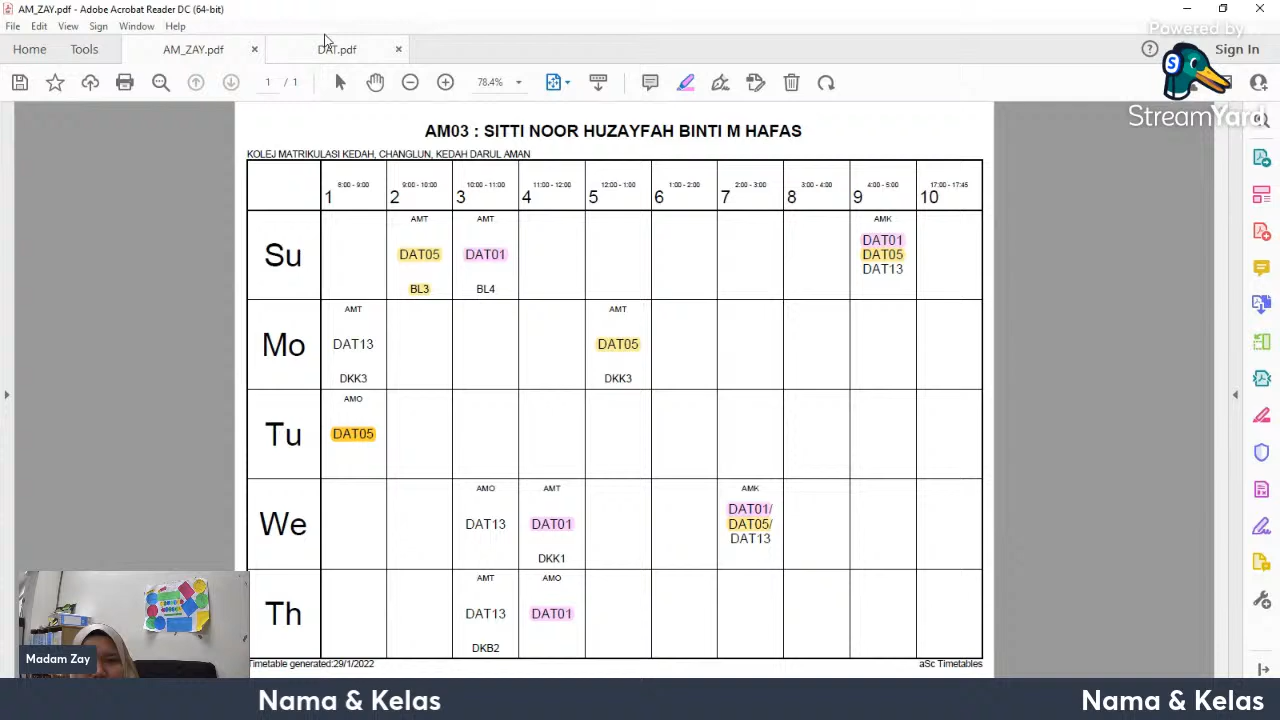 AM_ZAY.pdf - Adobe Acrobat Reader DC (64-bit)
File Edit View Sign Window Help
Powered by
Home Tools AM_ZAY.pdf DAT.pdf Sign In
1 / 1 78.4%
StreamYard
AM03 : SITTI NOOR HUZAYFAH BINTI M HAFAS
KOLEJ MATRIKULASI KEDAH, CHANGLUN, KEDAH DARUL AMAN
8:00 - 9:00 9:00 - 10:00 10:00 - 11:00 11:00 - 12:00 12:00 - 1:00 1:00 - 2:00 2:00 - 3:00 3:00 - 4:00 4:00 - 5:00 17:00 - 17:45
1 2 3 4 5 6 7 8 9 10
AMT AMT AMK
DAT01
Su DAT05 DAT01 DAT05
DAT13
BL3 BL4
AMT AMT
Mo DAT13 DAT05
DKK3 DKK3
AMO
Tu DAT05
AMO AMT AMK
DAT01/
We DAT13 DAT01 DAT05/
DAT13
DKK1
AMT AMO
Th DAT13 DAT01
DKB2
Madam Zay
Timetable generated:29/1/2022 aSc Timetables
Nama & Kelas Nama & Kelas